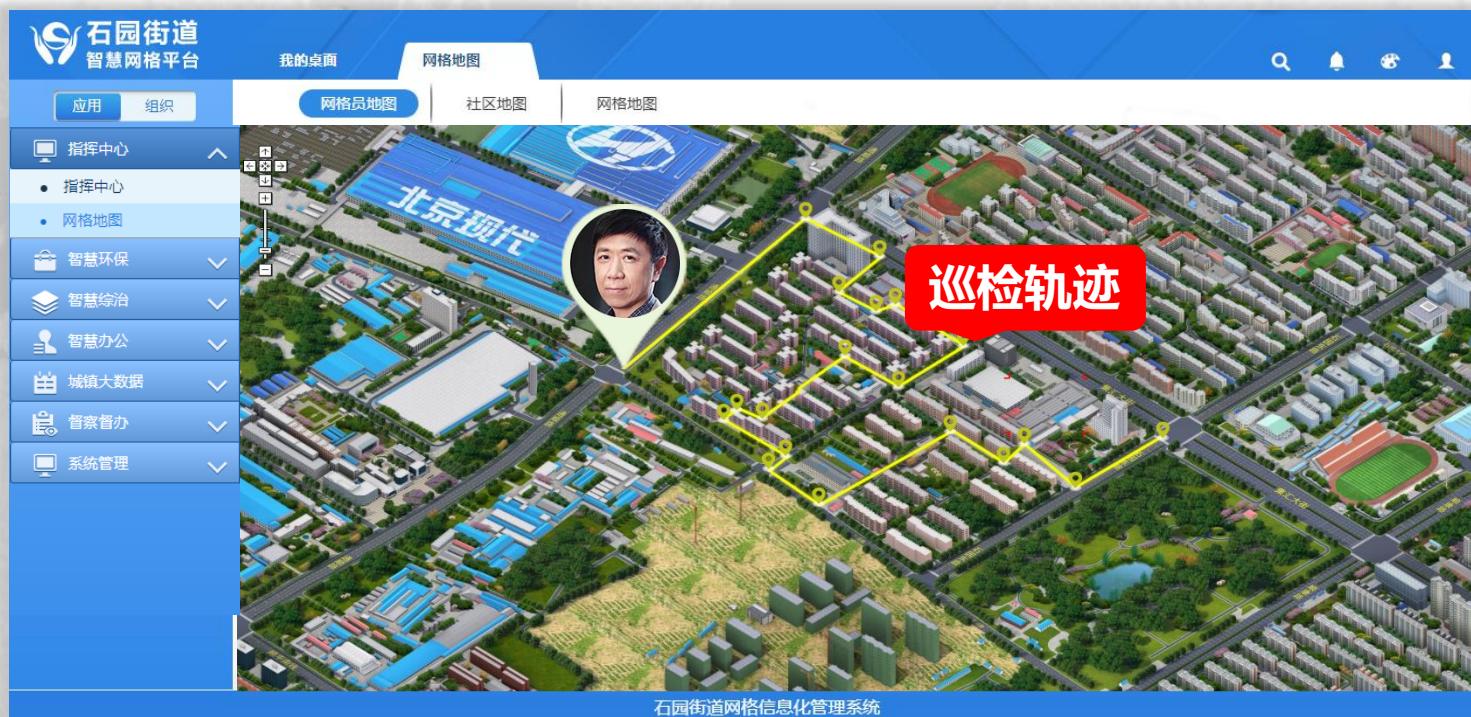 石园街道
智慧网格平台
我的桌面
网格地图
应用
组织
网格员地图
社区地图
网格地图
指挥中心
指挥中心
网格地图
智慧环保
智慧综治
智慧办公
城镇大数据
督察督办
系统管理
北京现代
巡检轨迹
石园街道网格信息化管理系统